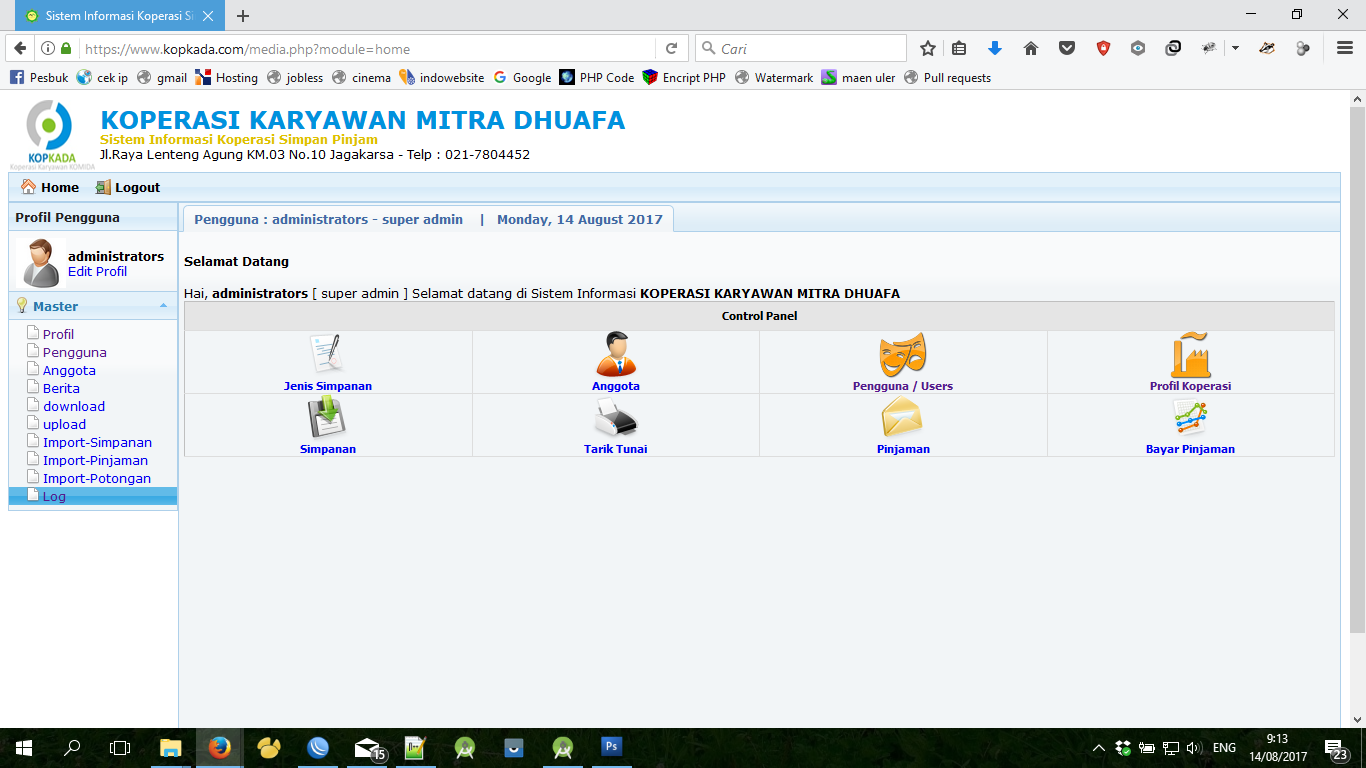 Sistem Informasi Koperasi Si
https://www.kopkada.com/media.php?module=home
Cari
Pesbuk cek ip gmail Hosting jobless cinema indowebsite Google PHP Code Encript PHP Watermark maen uler Pull requests
KOPERASI KARYAWAN MITRA DHUAFA
Sistem Informasi Koperasi Simpan Pinjam
Jl.Raya Lenteng Agung KM.03 No.10 Jagakarsa - Telp : 021-7804452
KOPKADA
Koperasi Karyawan KOMIDA
Home Logout
Profil Pengguna
administrators
Edit Profil
Master
Profil
Pengguna
Anggota
Berita
download
upload
Import-Simpanan
Import-Pinjaman
Import-Potongan
Log
Pengguna : administrators - super admin | Monday, 14 August 2017
Selamat Datang
Hai, administrators [ super admin ] Selamat datang di Sistem Informasi KOPERASI KARYAWAN MITRA DHUAFA
Control Panel
Jenis Simpanan Anggota Pengguna / Users Profil Koperasi
Simpanan Tarik Tunai Pinjaman Bayar Pinjaman
15
Ps
ENG
9:13
14/08/2017
23